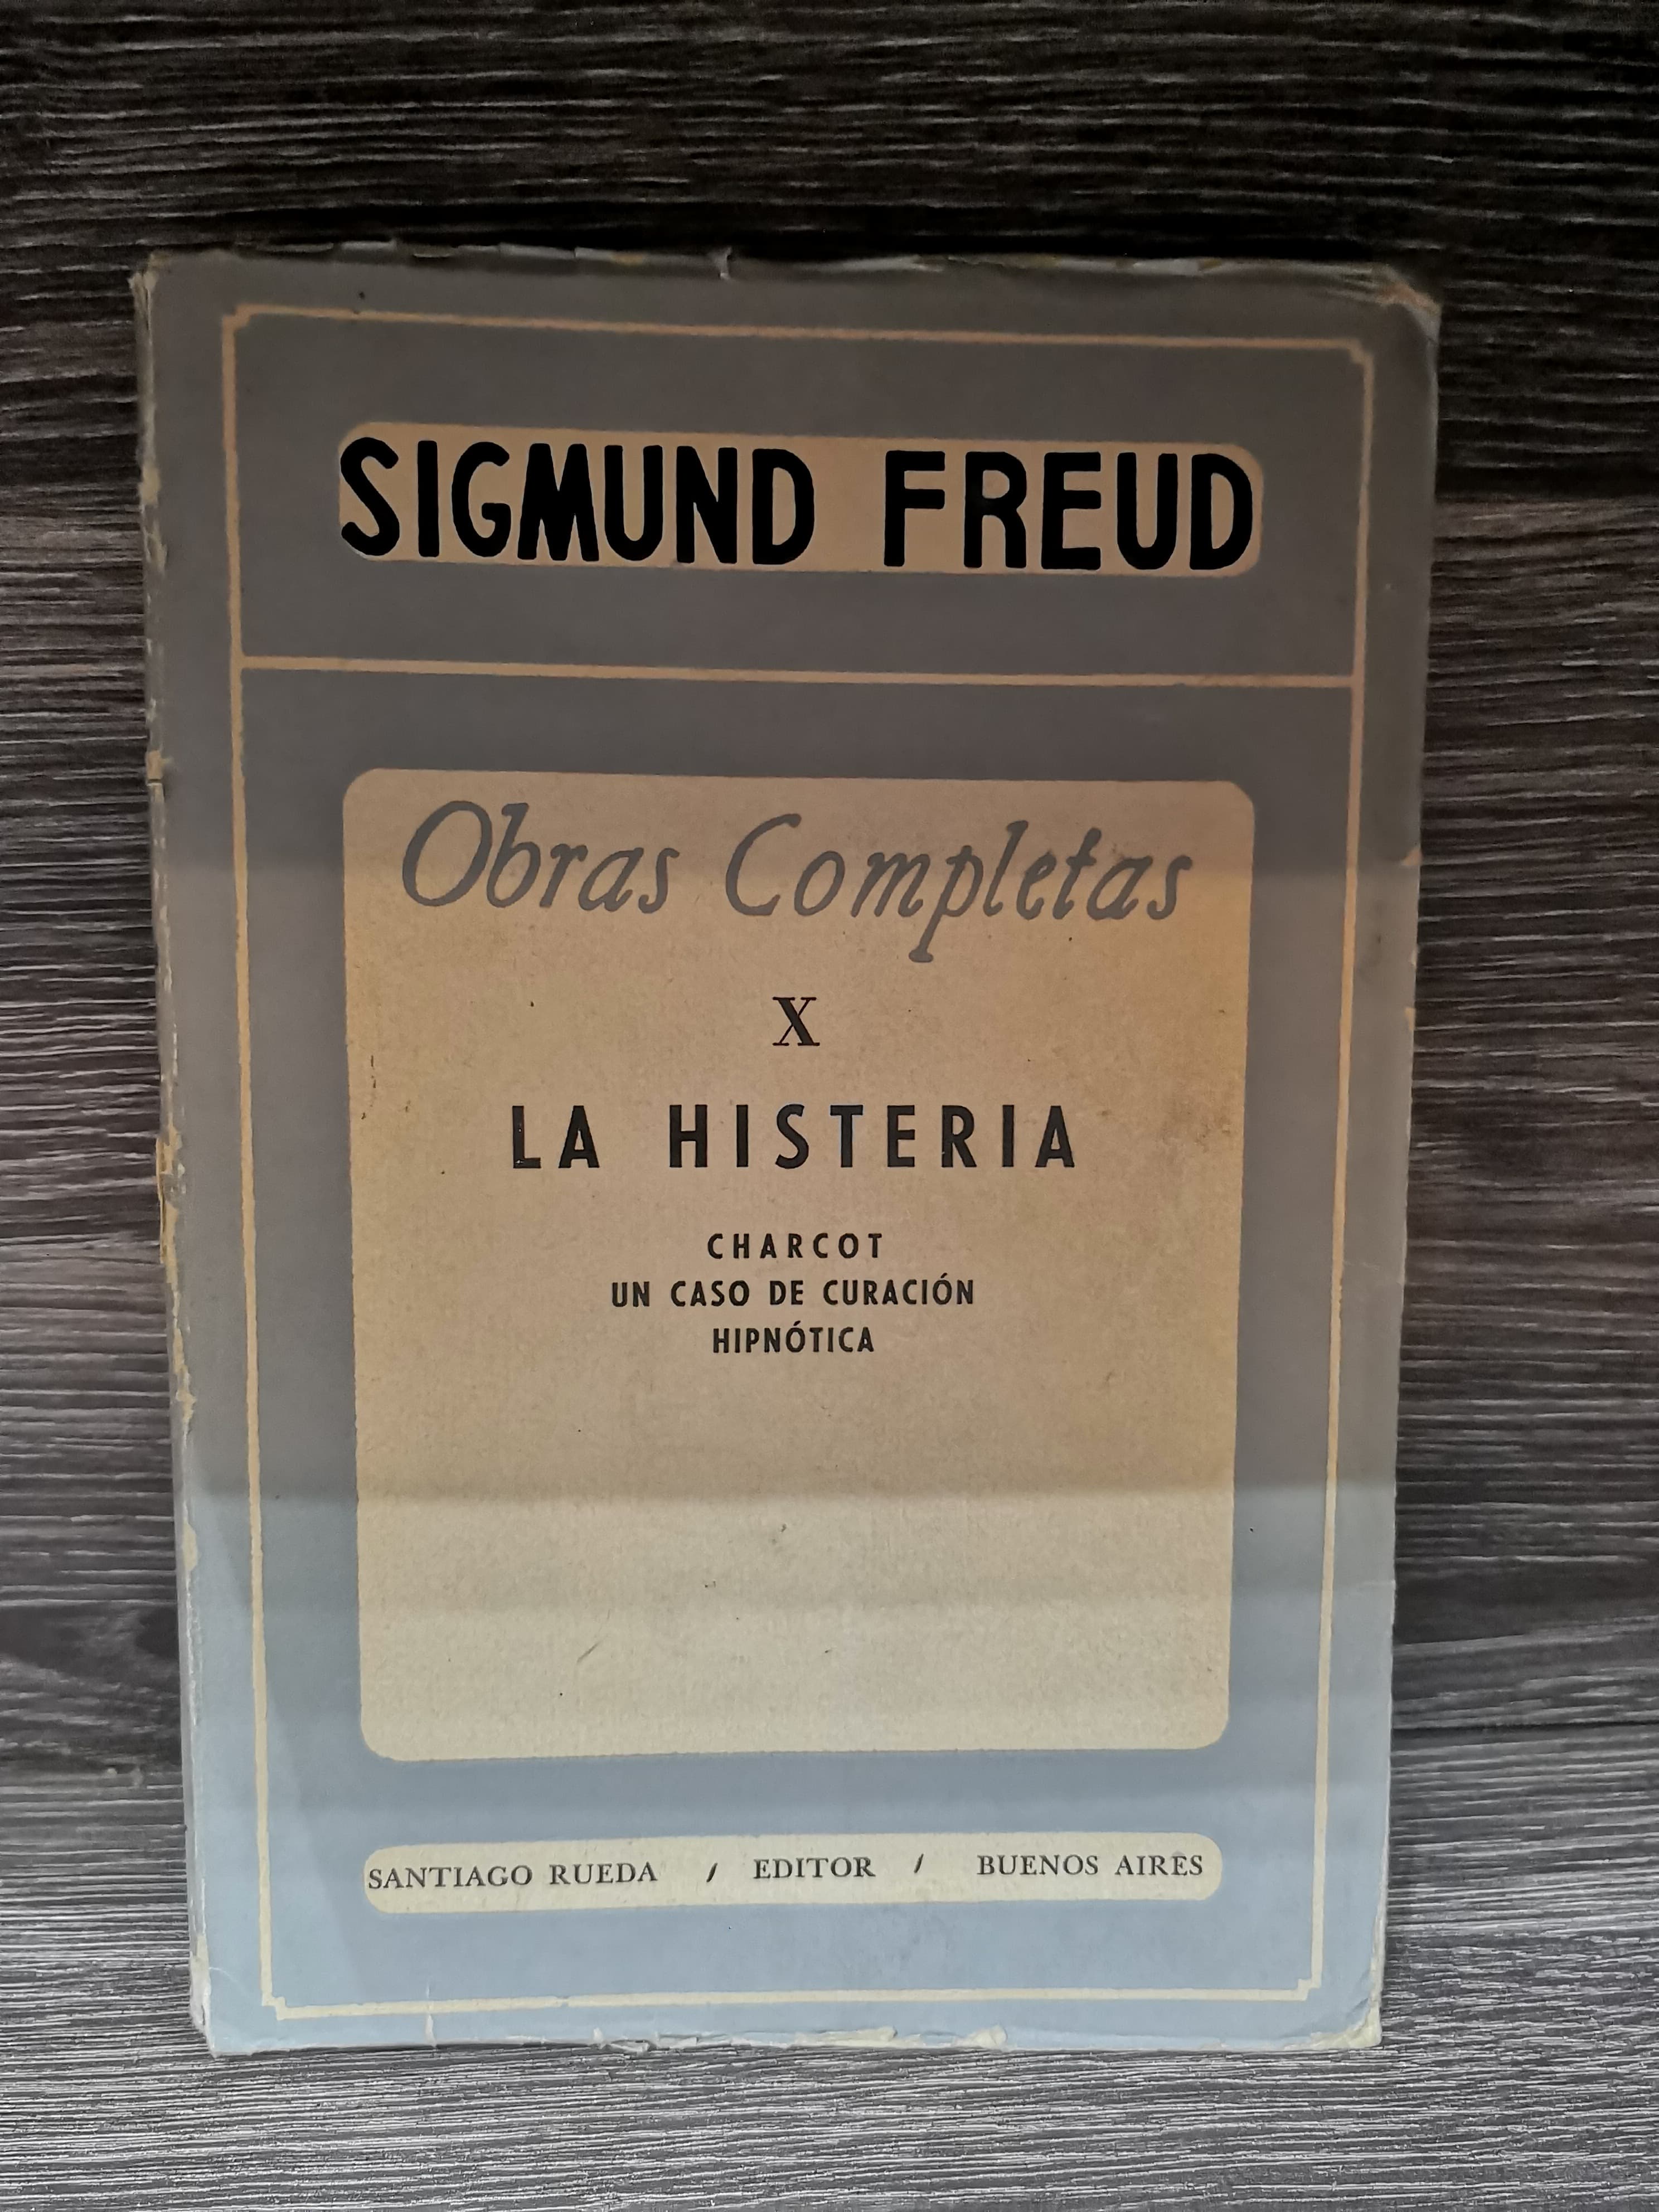 SIGMUND FREUD
Obras Completas
X
LA HISTERIA
CHARCOT
UN CASO DE CURACIÓN
HIPNÓTICA
SANTIAGO RUEDA / EDITOR / BUENOS AIRES